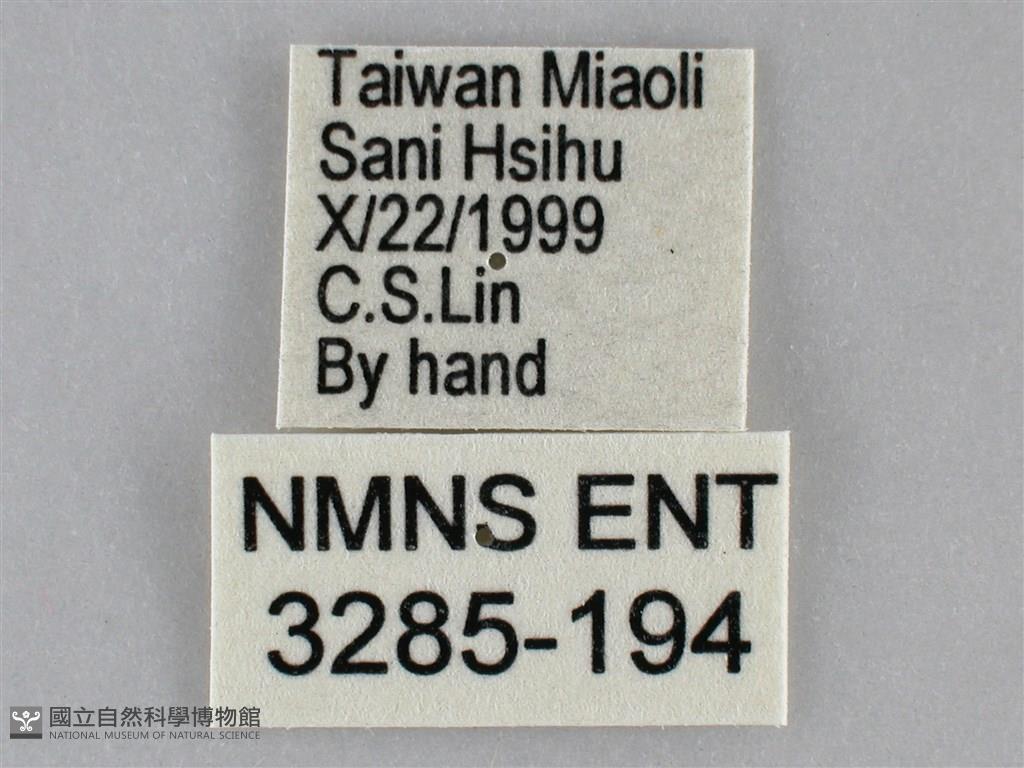 Taiwan Miaoli
Sani Hsihu
X/22/1999
C.S.Lin
By hand
NMNS ENT
3285-194
國立自然科學博物館
NATIONAL MUSEUM OF NATURAL SCIENCE